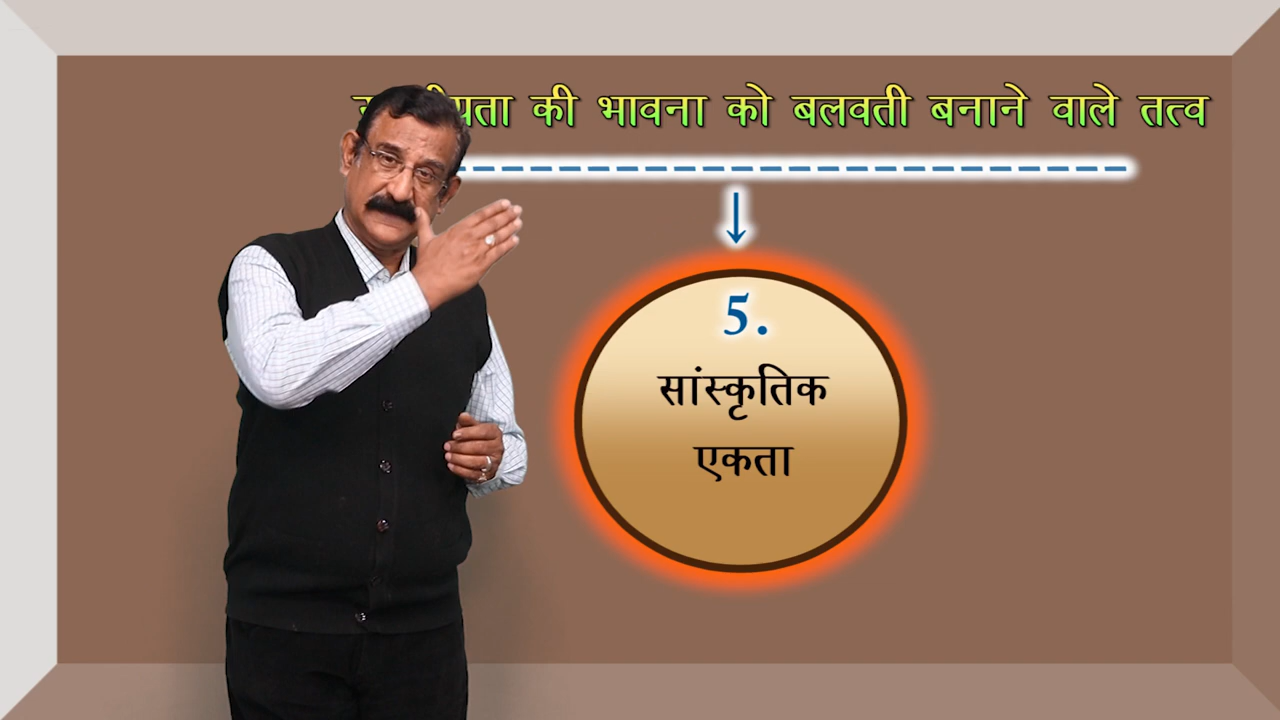 की भावना को बलवती बनाने वाले तत्व
5.
सांस्कृतिक
एकता